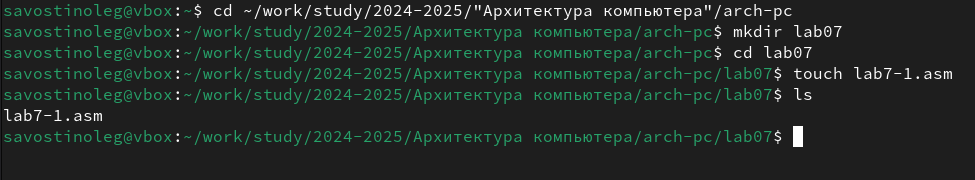 savostinoleg@vbox:~$ cd ~/work/study/2024-2025/"Архитектура компьютера"/arch-pc
savostinoleg@vbox:~/work/study/2024-2025/Архитектура компьютера/arch-pc$ mkdir lab07
savostinoleg@vbox:~/work/study/2024-2025/Архитектура компьютера/arch-pc$ cd lab07
savostinoleg@vbox:~/work/study/2024-2025/Архитектура компьютера/arch-pc/lab07$ touch lab7-1.asm
savostinoleg@vbox:~/work/study/2024-2025/Архитектура компьютера/arch-pc/lab07$ ls
lab7-1.asm
savostinoleg@vbox:~/work/study/2024-2025/Архитектура компьютера/arch-pc/lab07$